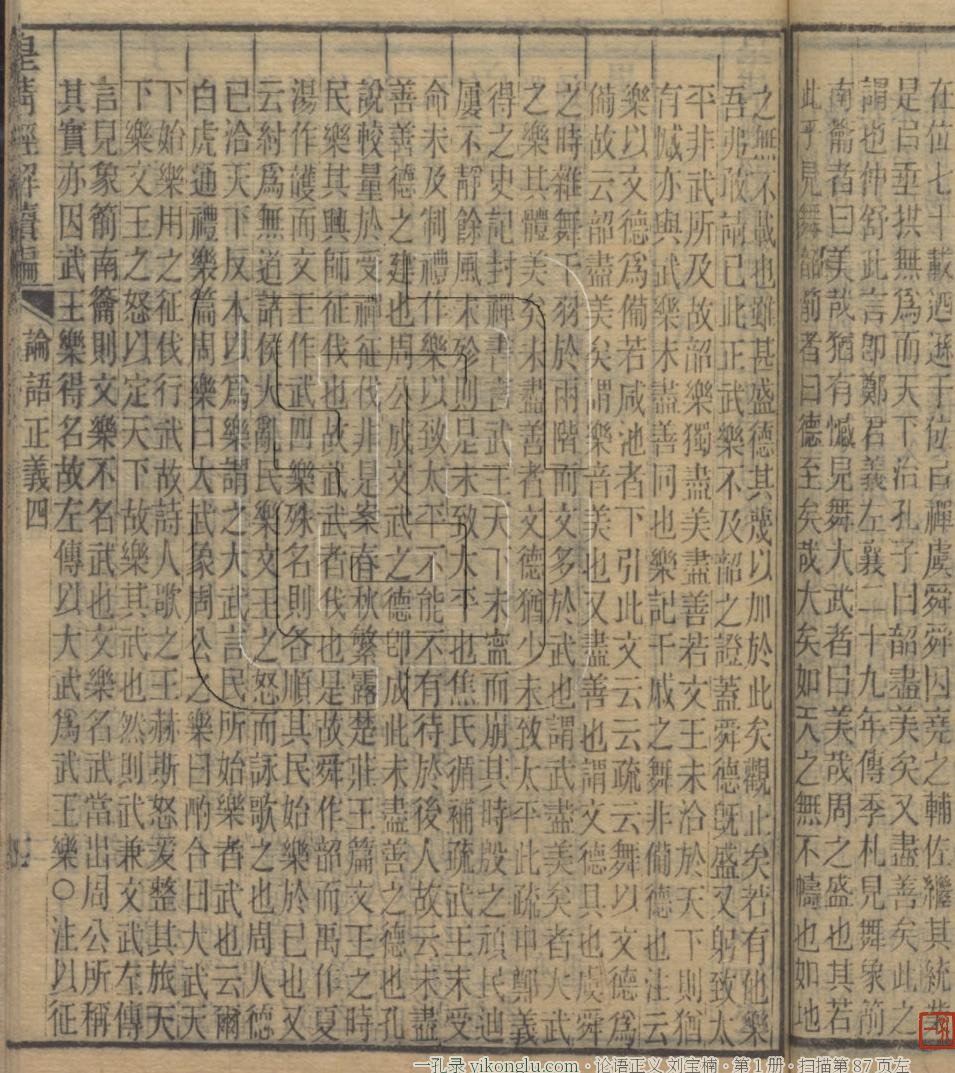 在位七十載迺遜于位以禪虞舜舜因堯之輔佐繼其統業
是以垂拱無爲而天下治孔子曰韶盡美矣又盡善矣此之
謂也仲舒此言卽鄭君義左襄二十九年傳季札見舞象箾
南籥者曰美哉猶有憾見舞大武者曰美哉周之盛也其若
此乎見舞韶箾者曰德至矣哉大矣如天之無不幬也如地
之無不載也雖甚盛德其蔑以加於此矣觀止矣若有他樂
吾弗敢請已此正武樂不及韶之證蓋舜德旣盛又躬致太
平非武所及故韶樂獨盡美盡善若文王未洽於天下則猶
有憾亦與武樂未盡善同也樂記干戚之舞非備德也注云
樂以文德爲備若咸池者下引此文云云疏云舞以文德爲
備故云韶盡美矣謂樂音美也又盡善也謂文德具也虞舜
之時雜舞干羽於兩階而文多於武也謂武盡美矣者大武
之樂其體美矣未盡善者文德猶少未致太平此疏申鄭義
得之史記封禪書言武王天下未寧而崩其時殷之頑民迪
屢不靜餘風未殄則是未致太平也焦氏循補疏武王未受
命未及制禮作樂以致太平不能不有待於後人故云未盡
善善德之建也周公成文武之德卽成此未盡善之德也孔
說較量於受禪征伐非是案春秋繁露楚莊王篇文王之時
民樂其興師征伐也故武武者伐也是故舜作韶而禹作夏
湯作護而文王作武四樂殊名則各順其民始樂於已也又
云紂爲無道諸侯大亂民樂文王之怒而詠歌之也周人德
已洽天下反本以爲樂謂之大武言民所始樂者武也云爾
白虎通禮樂篇周樂曰大武象周公之樂曰酌合曰大武天
下始樂用之征伐行武故詩人歌之王赫斯怒爰整其旅天
下樂文王之怒以定天下故樂其武也然則武兼文武左傳
言見象箾南籥則文樂不名武也文樂名武當出周公所稱
其實亦因武王樂得名故左傳以大武爲武王樂○注以征
皇清經解續編 論語正義四
一孔录 yikonglu.com · 论语正义 刘宝楠 · 第1册 · 扫描第87页左